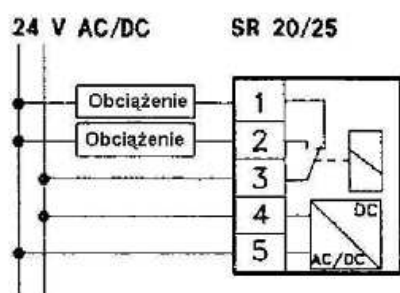 24 V AC/DC SR 20/25
Obciążenie 1
Obciążenie 2
3
4 DC
5 AC/DC